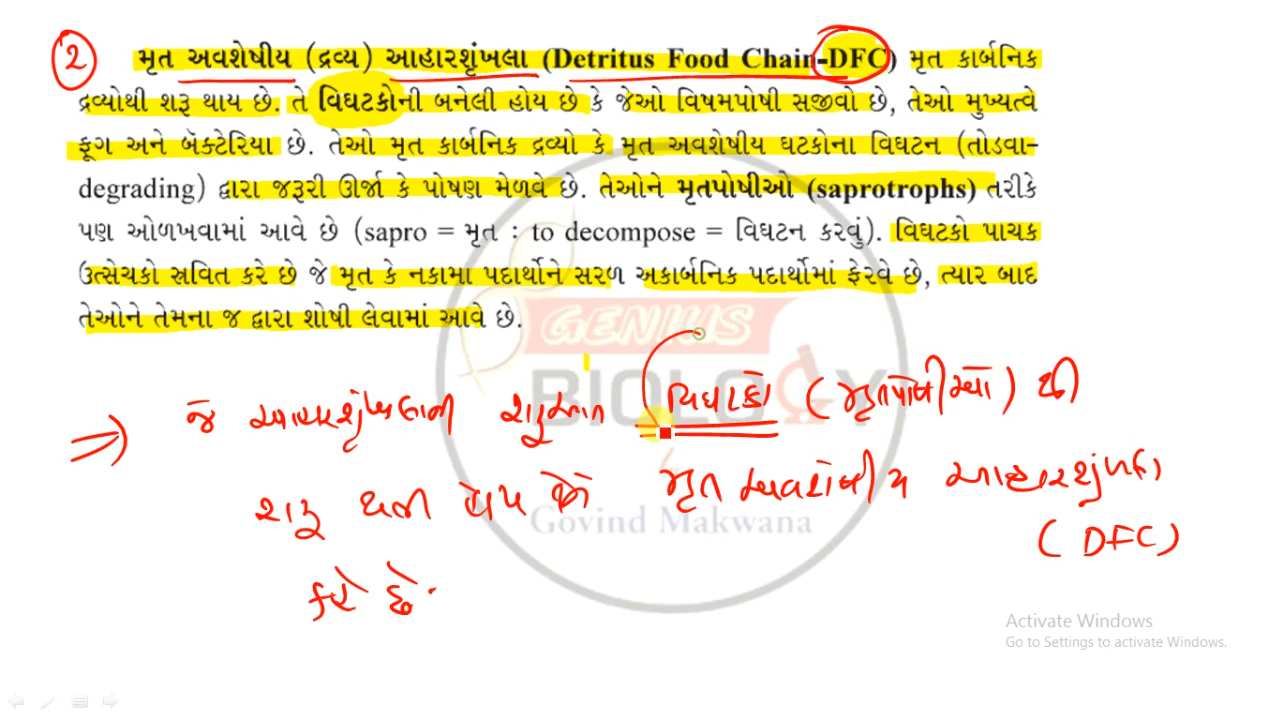 2 મૃત અવશેષીય (દ્રવ્ય) આહારશૃંખલા (Detritus Food Chain-DFC) મૃત કાર્બનિક
દ્રવ્યોથી શરૂ થાય છે. તે વિઘટકોની બનેલી હોય છે કે જેઓ વિષમપોષી સજીવો છે, તેઓ મુખ્યત્વે
ફૂગ અને બૅક્ટેરિયા છે. તેઓ મૃત કાર્બનિક દ્રવ્યો કે મૃત અવશેષીય ઘટકોના વિઘટન (તોડવા-
degrading) દ્વારા જરૂરી ઊર્જા કે પોષણ મેળવે છે. તેઓને મૃતપોષીઓ (saprotrophs) તરીકે
પણ ઓળખવામાં આવે છે (sapro = મૃત : to decompose = વિઘટન કરવું). વિઘટકો પાચક
ઉત્સેચકો સ્રવિત કરે છે જે મૃત કે નકામા પદાર્થોને સરળ અકાર્બનિક પદાર્થોમાં ફેરવે છે, ત્યાર બાદ
તેઓને તેમના જ દ્વારા શોષી લેવામાં આવે છે.
GENIUS
BIOLOGY
⇒ જે આહારશૃંખલાની શરૂઆત વિઘટકો (મૃતપોષીઓ) થી
શરૂ થતી હોય તેને મૃત અવશેષીય આહારશૃંખલા
Govind Makwana
(DFC)
કહે છે.
Activate Windows
Go to Settings to activate Windows.